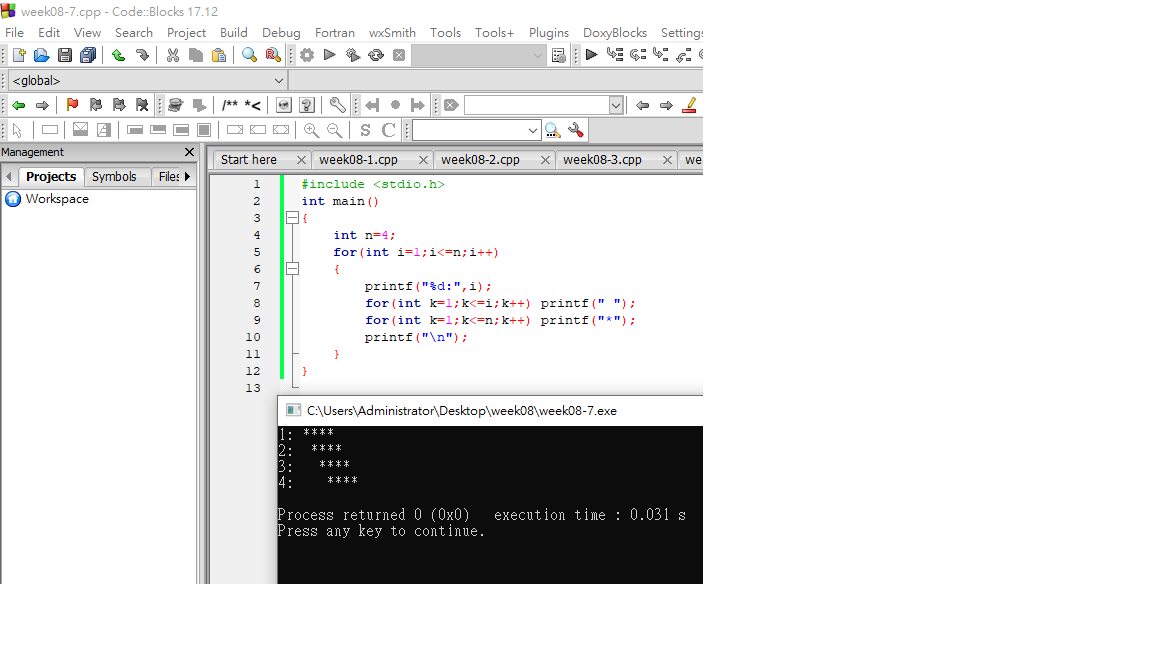 week08-7.cpp - Code::Blocks 17.12
File Edit View Search Project Build Debug Fortran wxSmith Tools Tools+ Plugins DoxyBlocks Settings
<global>
/** *<
S C
Management
Start here week08-1.cpp week08-2.cpp week08-3.cpp we
Projects Symbols Files
Workspace
1 #include <stdio.h>
2 int main()
3 {
4 int n=4;
5 for(int i=1;i<=n;i++)
6 {
7 printf("%d:",i);
8 for(int k=1;k<=i;k++) printf(" ");
9 for(int k=1;k<=n;k++) printf("*");
10 printf("\n");
11 }
12 }
13
C:\Users\Administrator\Desktop\week08\week08-7.exe
1: ****
2:  ****
3:   ****
4:    ****
Process returned 0 (0x0)   execution time : 0.031 s
Press any key to continue.